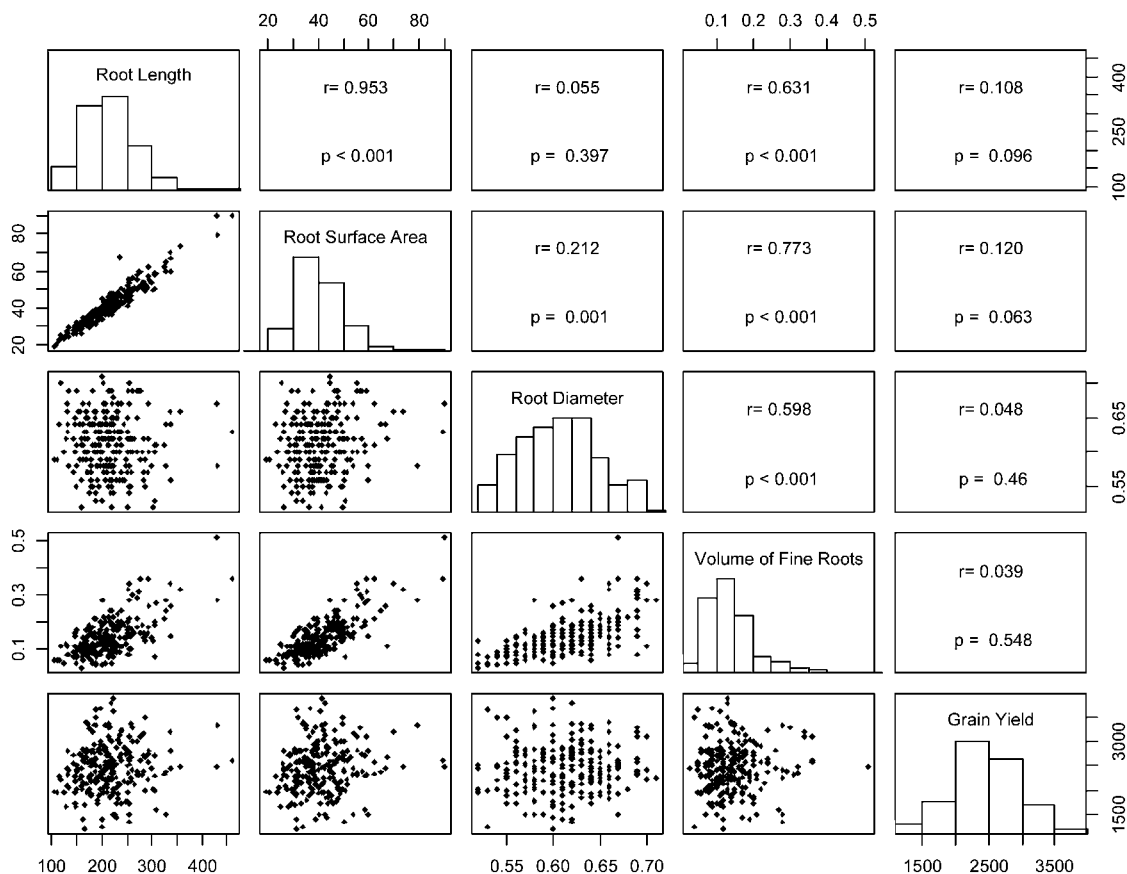 20 40 60 80
0.1 0.2 0.3 0.4 0.5
Root Length
r= 0.953
r= 0.055
r= 0.631
r= 0.108
p < 0.001
p = 0.397
p < 0.001
p = 0.096
100 250 400
Root Surface Area
r= 0.212
r= 0.773
r= 0.120
p = 0.001
p < 0.001
p = 0.063
20 40 60 80
Root Diameter
r= 0.598
r= 0.048
p < 0.001
p = 0.46
0.55 0.65
Volume of Fine Roots
r= 0.039
p = 0.548
0.1 0.3 0.5
Grain Yield
1500 3000
100 200 300 400
0.55 0.60 0.65 0.70
1500 2500 3500